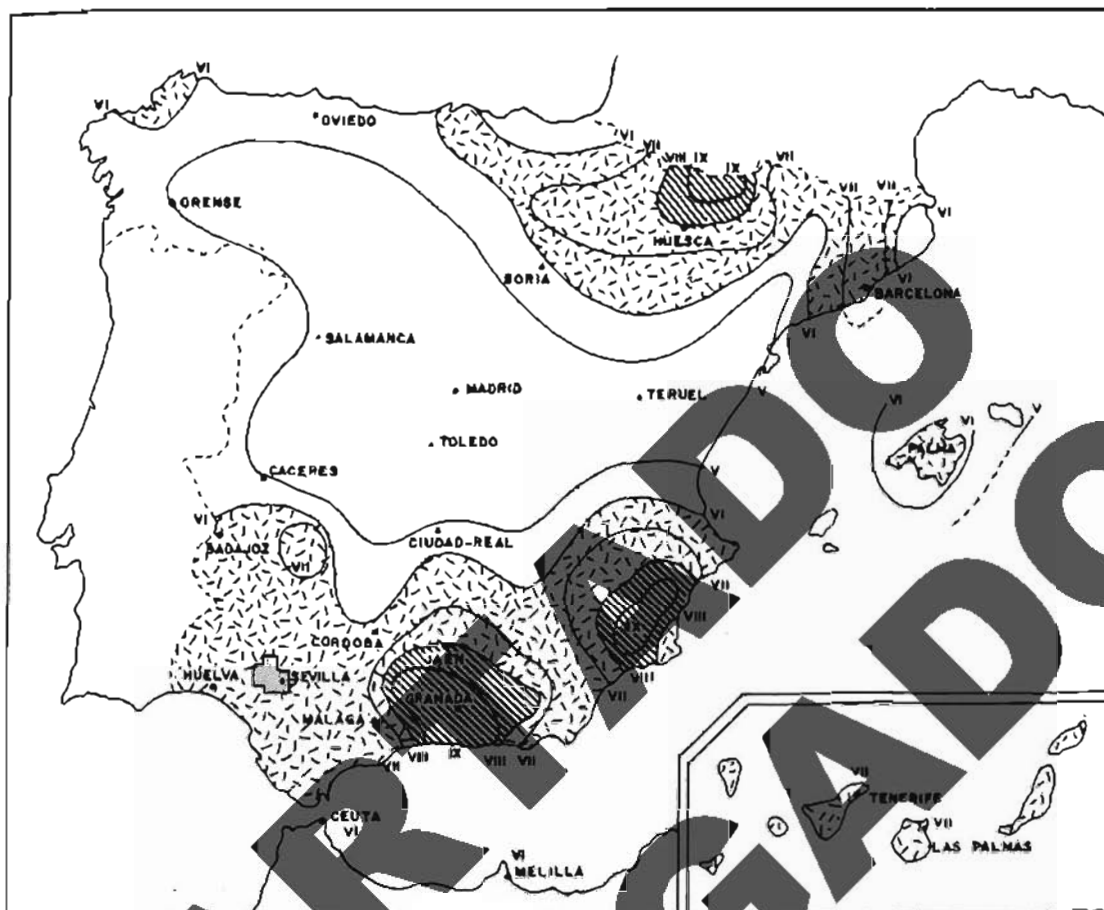 VI
VI
OVIEDO
VI
VII
VIII
IX
IX
VII
VII
VII
VI
ORENSE
HUESCA
SORIA
VI
BARCELONA
SALAMANCA
VI
MADRID
TERUEL
V
VI
VI
V
TOLEDO
PALMA
CACERES
V
VI
VI
BADAJOZ
CIUDAD-REAL
VII
VII
VIII
IX
CORDOBA
JAEN
VIII
HUELVA
SEVILLA
GRANADA
VII
MALAGA
VII
VIII
IX
VIII
VII
VII
TENERIFE
CEUTA
VI
VII
LAS PALMAS
VI
MELILLA